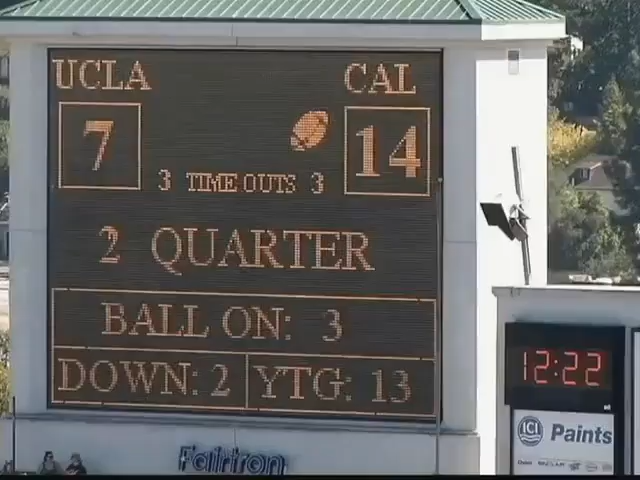 UCLA CAL
7 14
3 TIME OUTS 3
2 QUARTER
BALL ON: 3
DOWN: 2 YTG: 13
12:22
ICI Paints
Fairtron